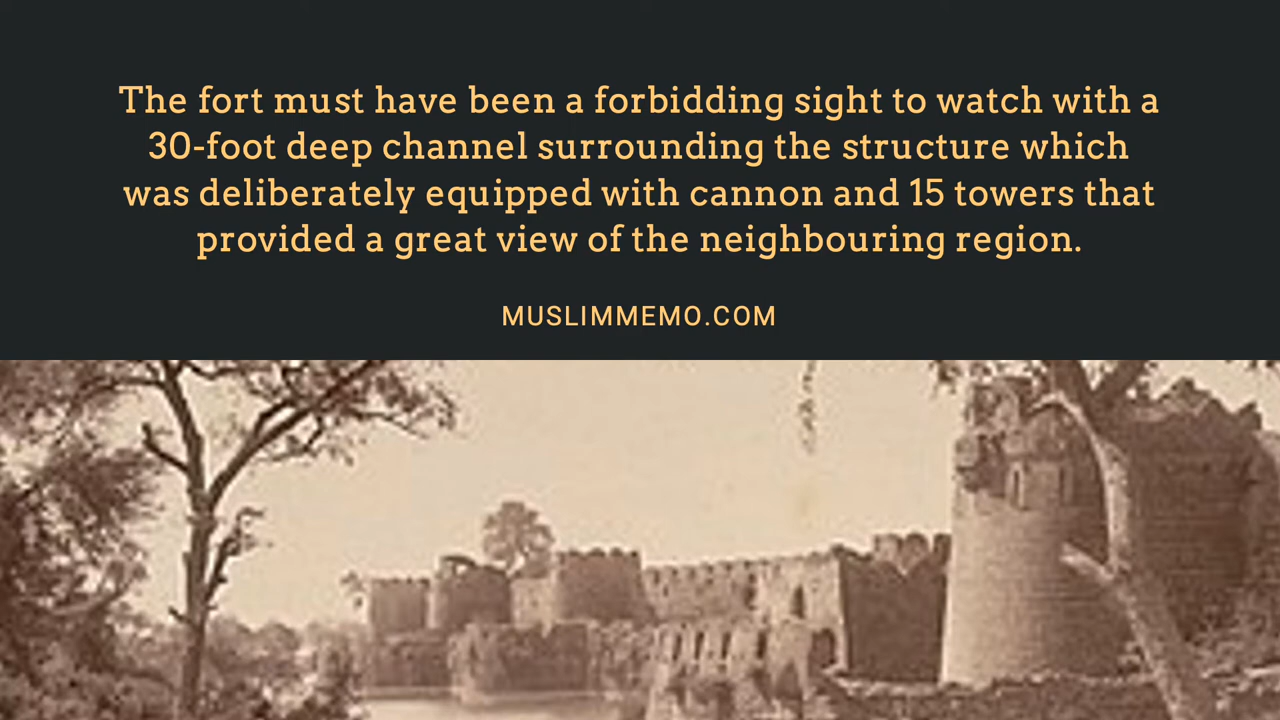 The fort must have been a forbidding sight to watch with a
30-foot deep channel surrounding the structure which
was deliberately equipped with cannon and 15 towers that
provided a great view of the neighbouring region.
MUSLIMMEMO.COM